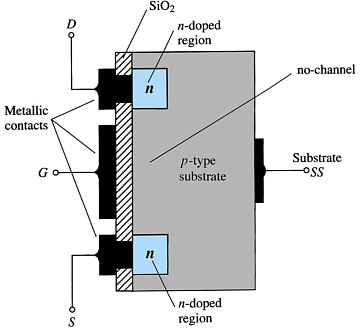 SiO₂
D
n-doped
region
n
no-channel
Metallic
contacts
p-type
substrate
Substrate
SS
G
n
n-doped
region
S